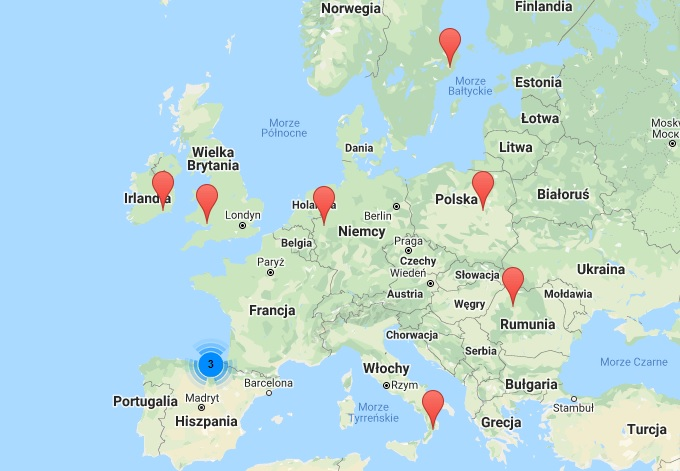 Norwegia
Finlandia
Morze
Bałtyckie
Estonia
Łotwa
Moskwa
Моск
Morze
Północne
Dania
Litwa
Wielka
Brytania
Irlandia
Londyn
Holandia
Berlin
Polska
Białoruś
Belgia
Niemcy
Praga
Czechy
Paryż
Wiedeń
Słowacja
Ukraina
Austria
Węgry
Mołdawia
Francja
Rumunia
Chorwacja
Serbia
3
Włochy
Morze Czarne
Barcelona
Rzym
Bułgaria
Portugalia
Madryt
Hiszpania
Morze
Tyrreńskie
Stambuł
Grecja
Turcja